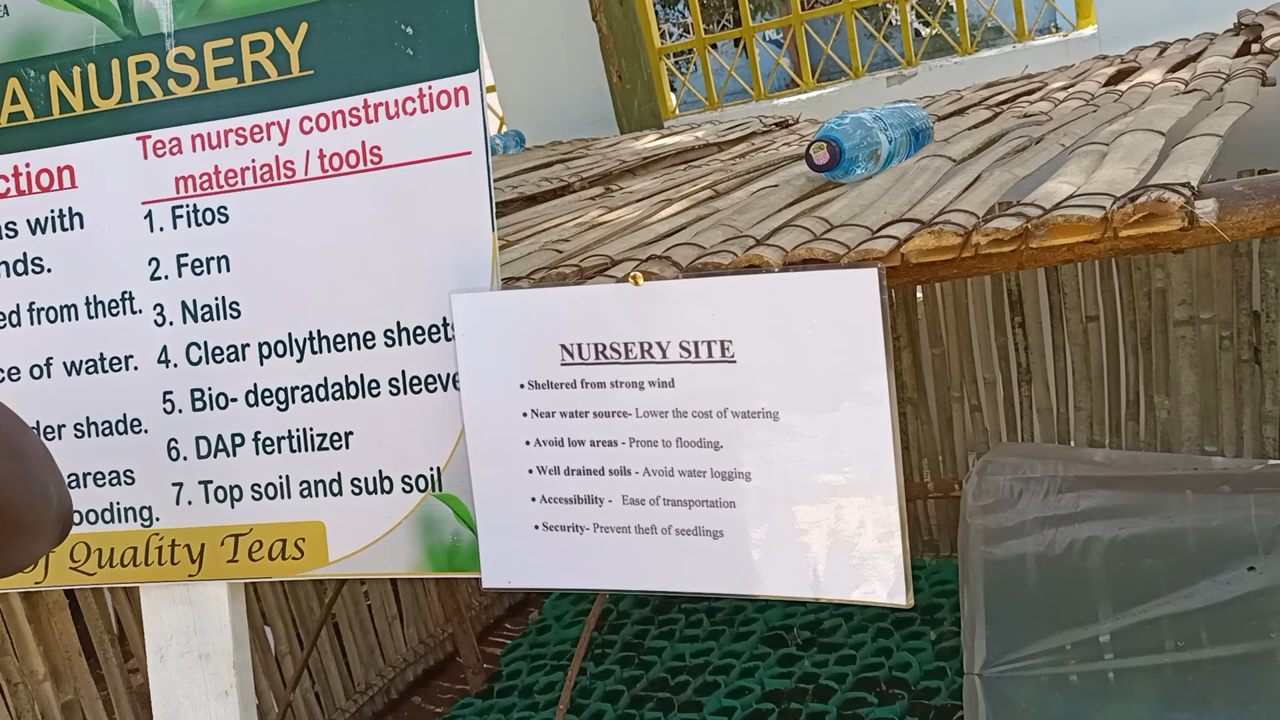 A NURSERY
ction
s with
nds.
ed from theft.
ce of water.
der shade.
areas
ooding.
Tea nursery construction
materials / tools
1. Fitos
2. Fern
3. Nails
4. Clear polythene sheets
5. Bio- degradable sleeve
6. DAP fertilizer
7. Top soil and sub soil
of Quality Teas
NURSERY SITE
• Sheltered from strong wind
• Near water source- Lower the cost of watering
• Avoid low areas - Prone to flooding.
• Well drained soils - Avoid water logging
• Accessibility - Ease of transportation
• Security- Prevent theft of seedlings